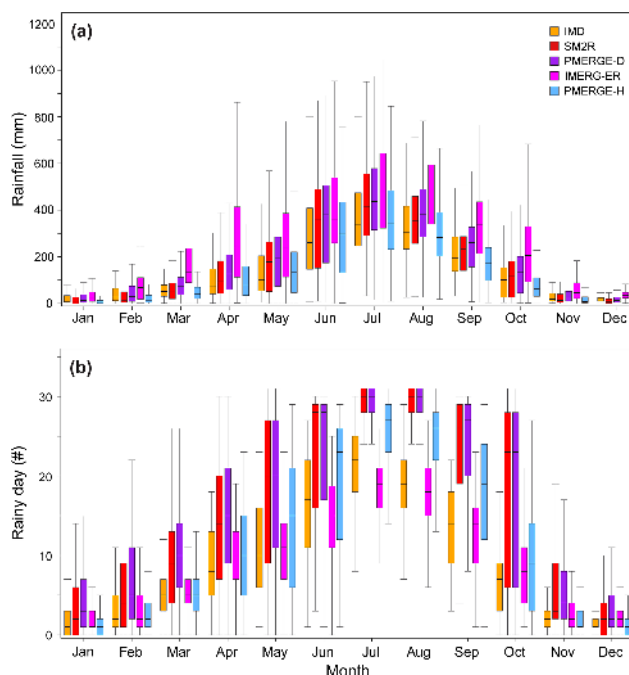 (a)
IMD
SM2R
PMERGE-D
IMERG-ER
PMERGE-H
Rainfall (mm)
1200
1000
800
600
400
200
0
Jan Feb Mar Apr May Jun Jul Aug Sep Oct Nov Dec
(b)
Rainy day (#)
30
20
10
0
Jan Feb Mar Apr May Jun Jul Aug Sep Oct Nov Dec
Month